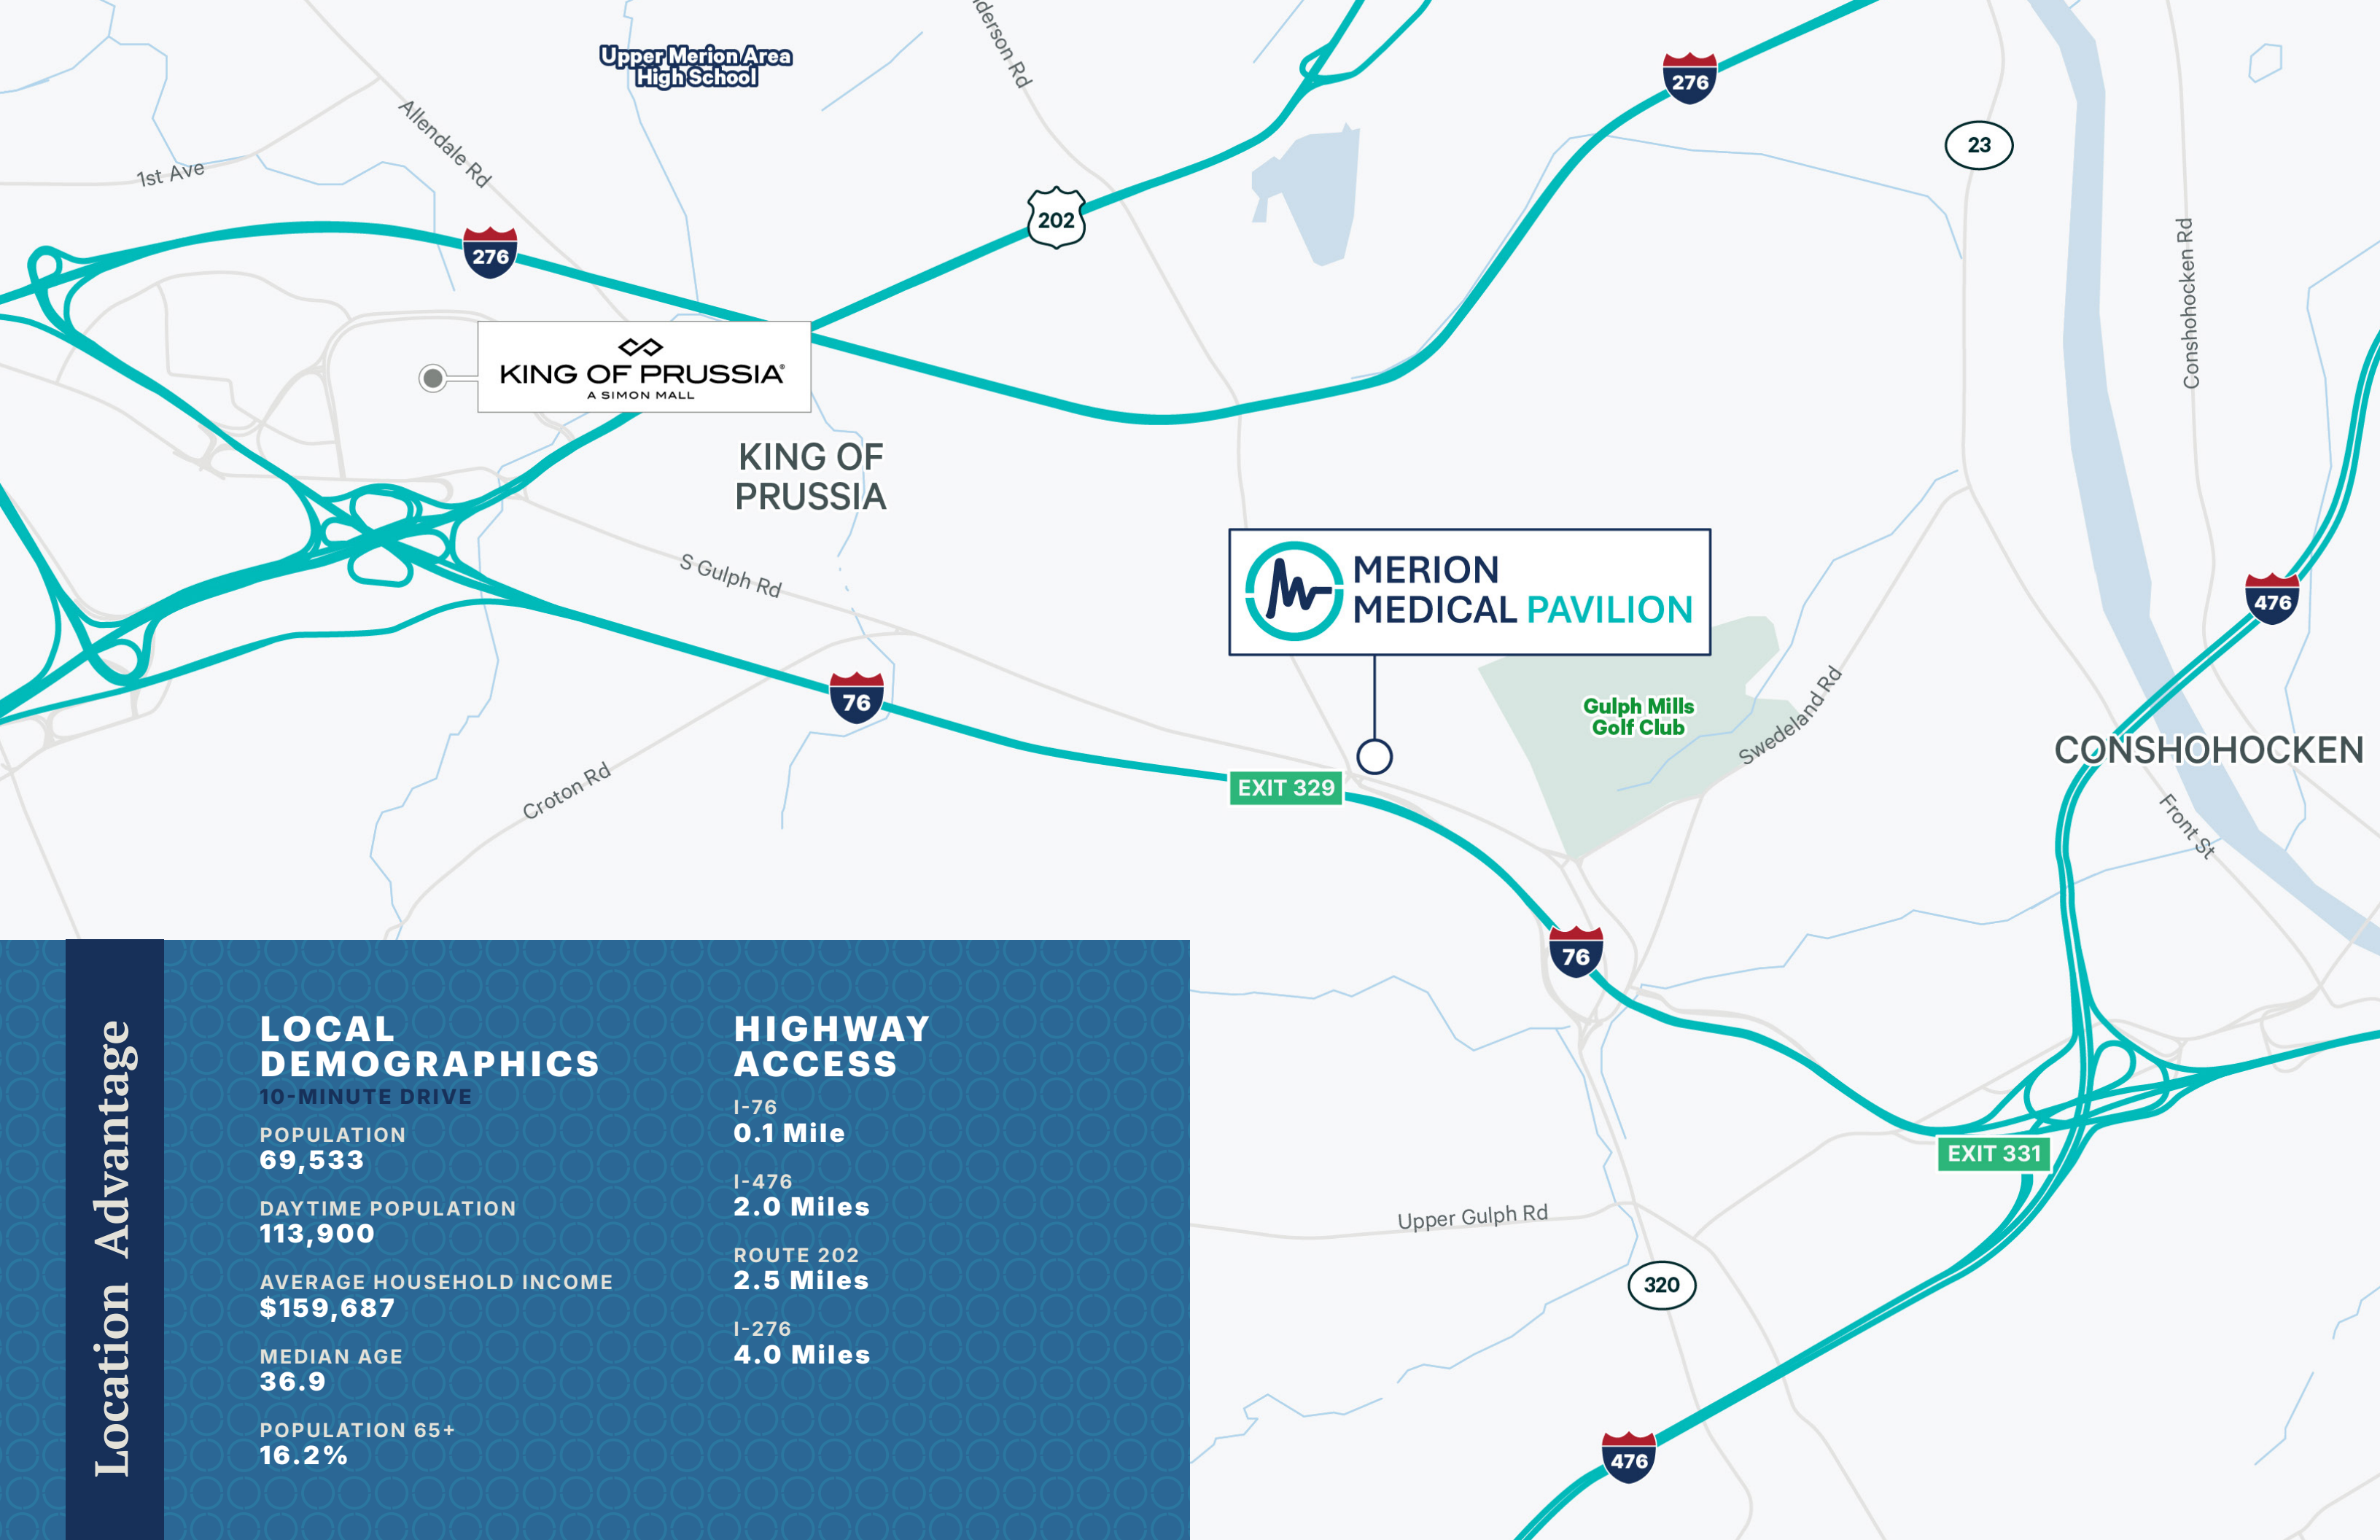 Upper Merion Area
High School
derson Rd
276
23
Allendale Rd
1st Ave
202
276
Conshohocken Rd
KING OF PRUSSIA®
A SIMON MALL
KING OF
PRUSSIA
S Gulph Rd
MERION
MEDICAL PAVILION
476
76
Gulph Mills
Golf Club
Swedeland Rd
CONSHOHOCKEN
EXIT 329
Croton Rd
Front St
76
EXIT 331
Upper Gulph Rd
320
476
Location Advantage
LOCAL
DEMOGRAPHICS
10-MINUTE DRIVE
POPULATION
69,533
DAYTIME POPULATION
113,900
AVERAGE HOUSEHOLD INCOME
$159,687
MEDIAN AGE
36.9
POPULATION 65+
16.2%
HIGHWAY
ACCESS
I-76
0.1 Mile
I-476
2.0 Miles
ROUTE 202
2.5 Miles
I-276
4.0 Miles